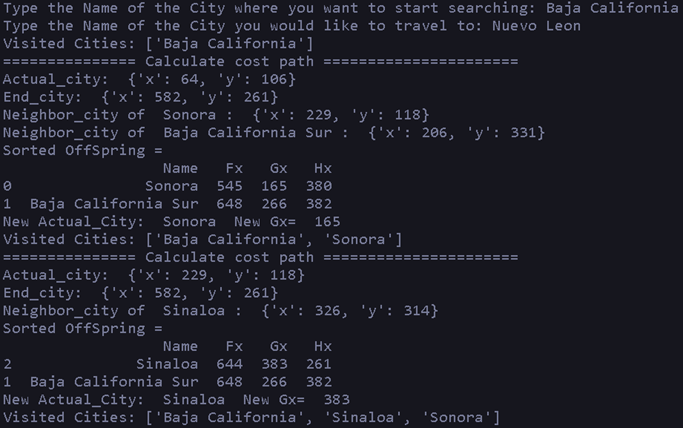 Type the Name of the City where you want to start searching: Baja California
Type the Name of the City you would like to travel to: Nuevo Leon
Visited Cities: ['Baja California']
=============== Calculate cost path ======================
Actual_city:  {'x': 64, 'y': 106}
End_city:  {'x': 582, 'y': 261}
Neighbor_city of  Sonora :  {'x': 229, 'y': 118}
Neighbor_city of  Baja California Sur :  {'x': 206, 'y': 331}
Sorted OffSpring =
                  Name   Fx   Gx   Hx
0               Sonora  545  165  380
1  Baja California Sur  648  266  382
New Actual_City:  Sonora  New Gx=  165
Visited Cities: ['Baja California', 'Sonora']
=============== Calculate cost path ======================
Actual_city:  {'x': 229, 'y': 118}
End_city:  {'x': 582, 'y': 261}
Neighbor_city of  Sinaloa :  {'x': 326, 'y': 314}
Sorted OffSpring =
                  Name   Fx   Gx   Hx
2              Sinaloa  644  383  261
1  Baja California Sur  648  266  382
New Actual_City:  Sinaloa  New Gx=  383
Visited Cities: ['Baja California', 'Sinaloa', 'Sonora']